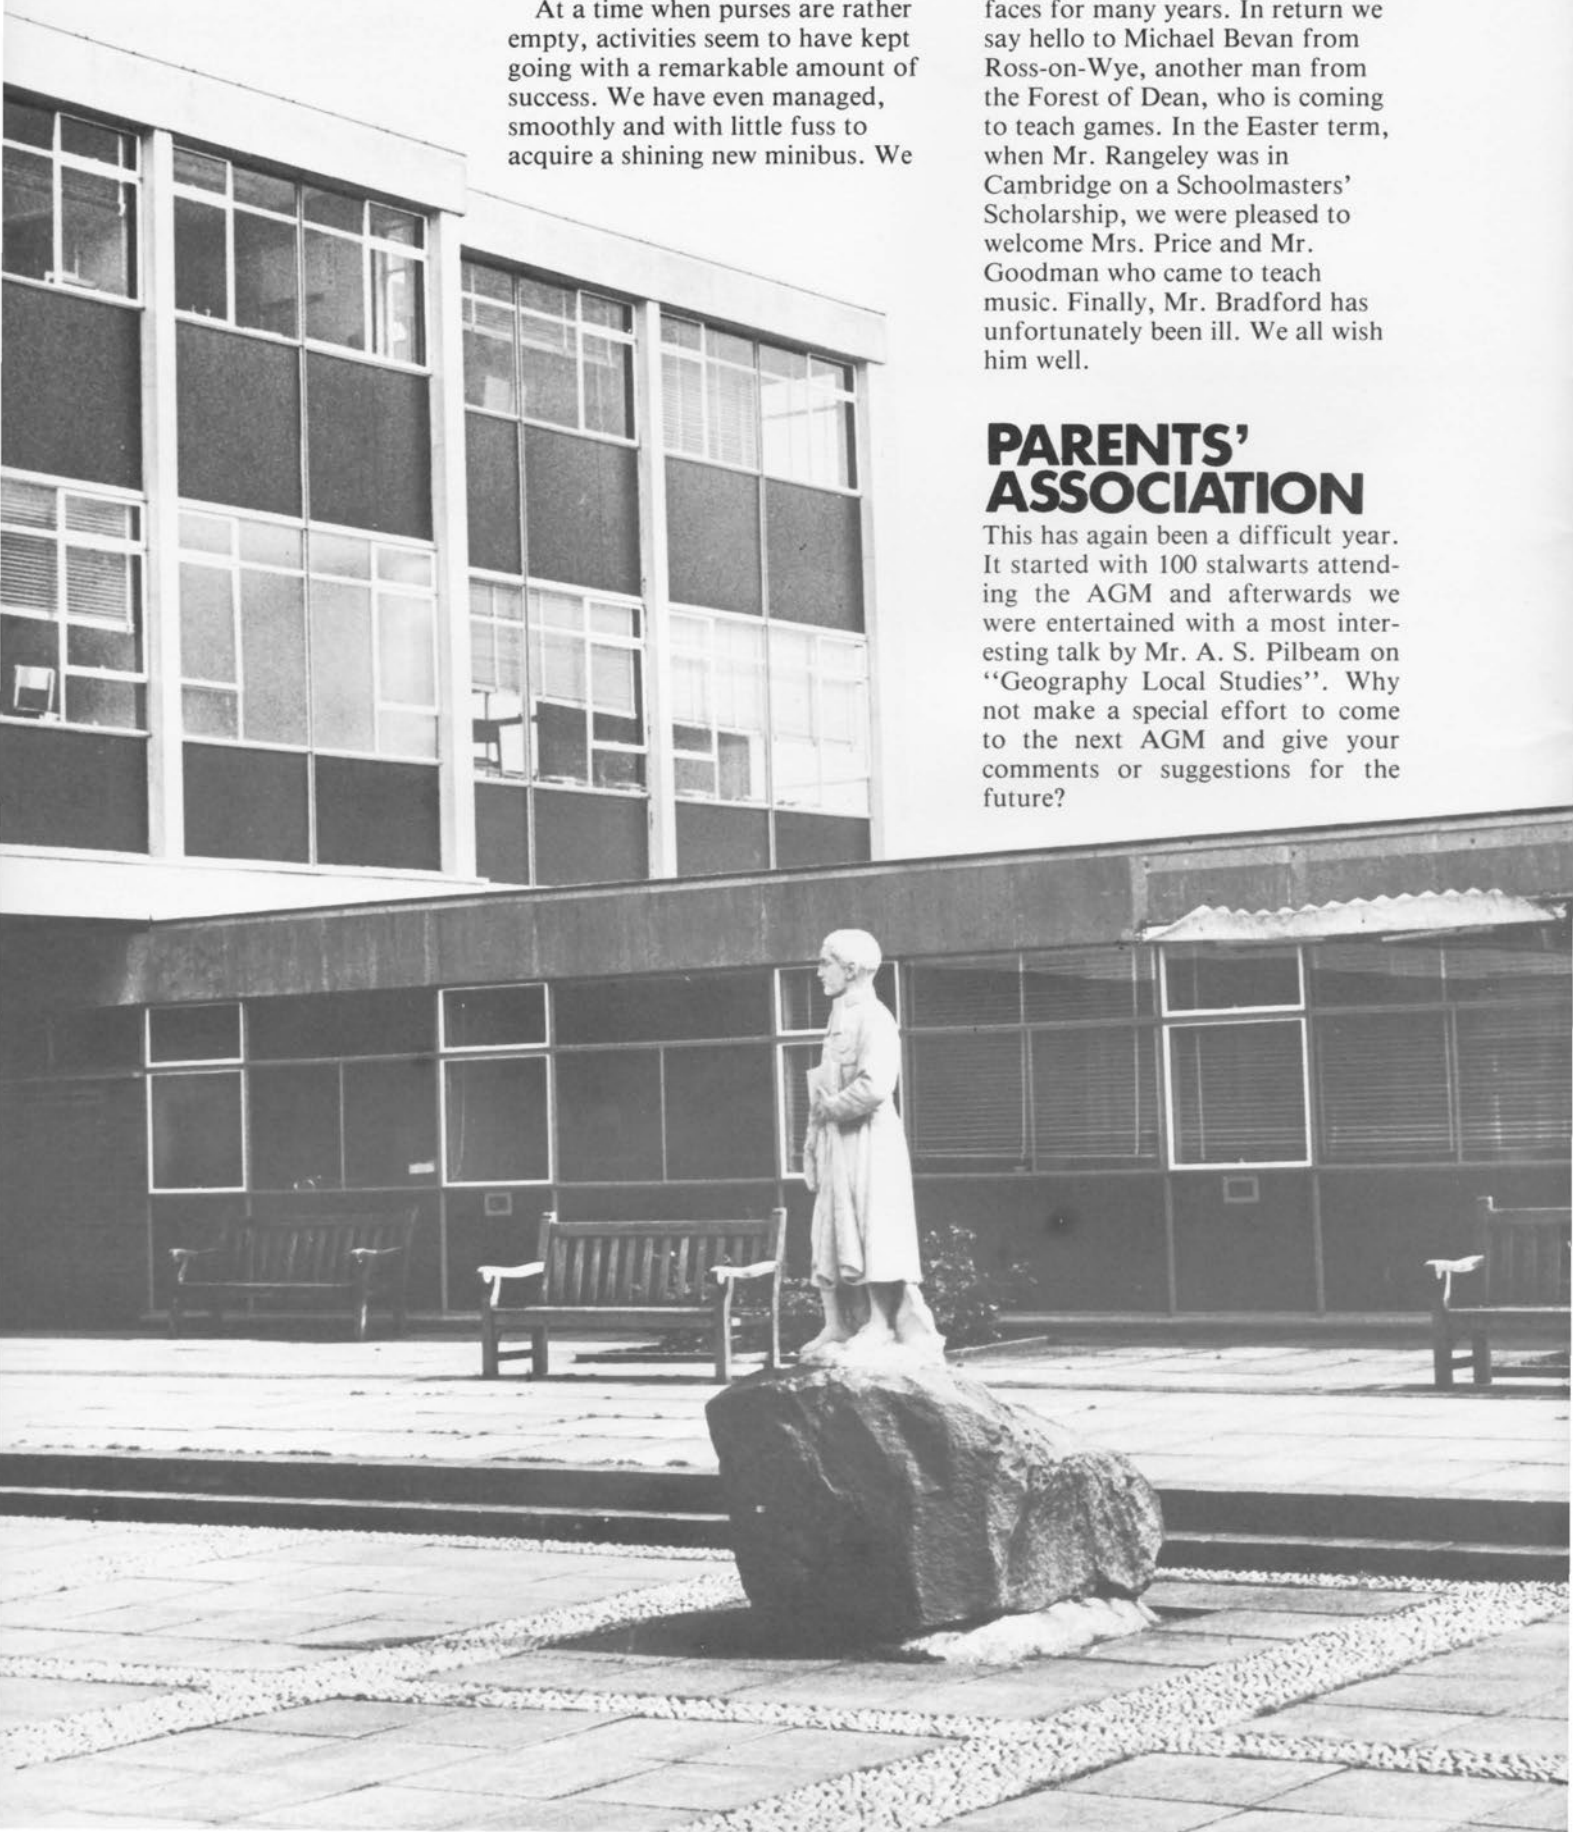 At a time when purses are rather
empty, activities seem to have kept
going with a remarkable amount of
success. We have even managed,
smoothly and with little fuss to
acquire a shining new minibus. We
faces for many years. In return we
say hello to Michael Bevan from
Ross-on-Wye, another man from
the Forest of Dean, who is coming
to teach games. In the Easter term,
when Mr. Rangeley was in
Cambridge on a Schoolmasters’
Scholarship, we were pleased to
welcome Mrs. Price and Mr.
Goodman who came to teach
music. Finally, Mr. Bradford has
unfortunately been ill. We all wish
him well.
PARENTS’
ASSOCIATION
This has again been a difficult year.
It started with 100 stalwarts attend-
ing the AGM and afterwards we
were entertained with a most inter-
esting talk by Mr. A. S. Pilbeam on
‘‘Geography Local Studies’’. Why
not make a special effort to come
to the next AGM and give your
comments or suggestions for the
future?